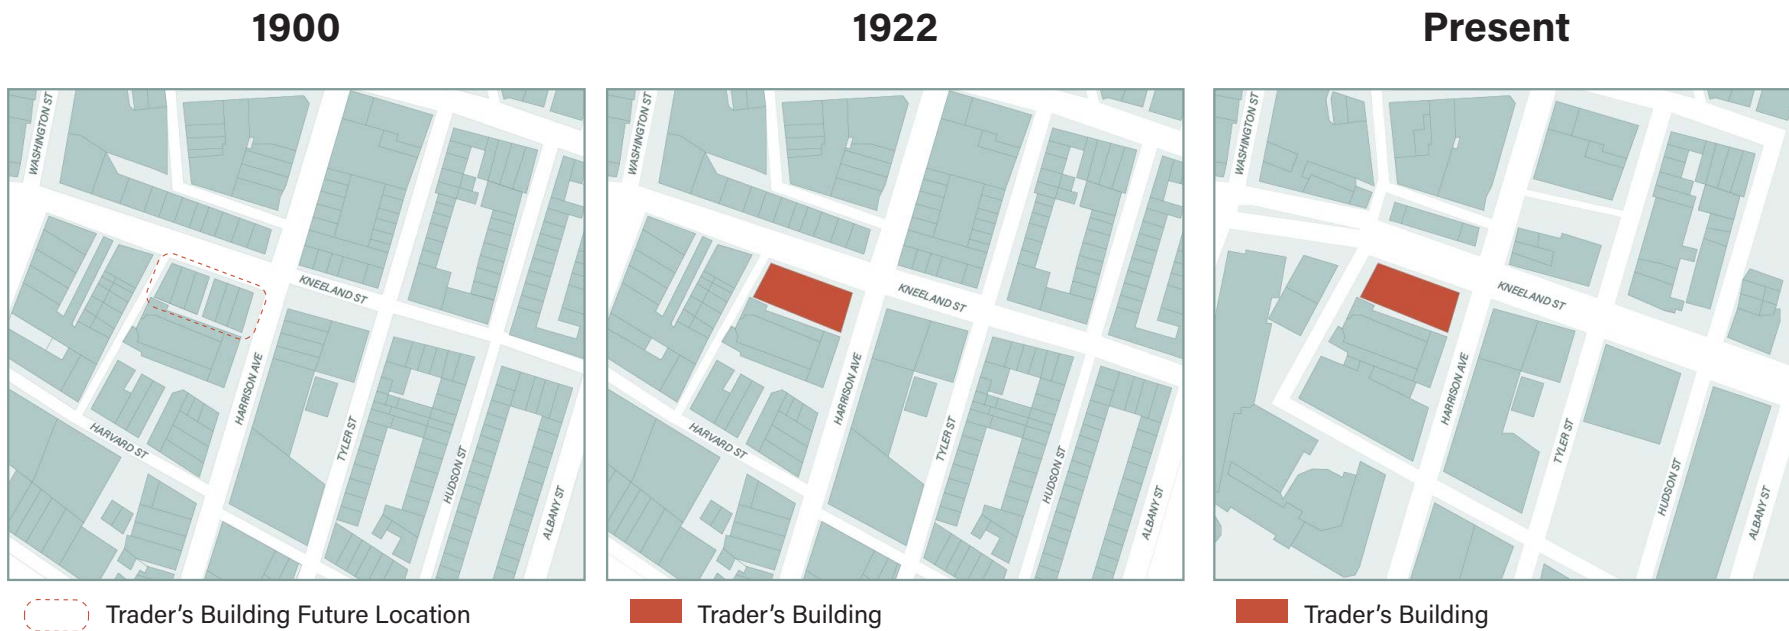 1900
1922
Present
WASHINGTON ST
KNEELAND ST
HARRISON AVE
HARVARD ST
TYLER ST
HUDSON ST
ALBANY ST
WASHINGTON ST
KNEELAND ST
HARRISON AVE
HARVARD ST
TYLER ST
HUDSON ST
ALBANY ST
WASHINGTON ST
KNEELAND ST
HARRISON AVE
TYLER ST
HUDSON ST
ALBANY ST
Trader’s Building Future Location
Trader’s Building
Trader’s Building